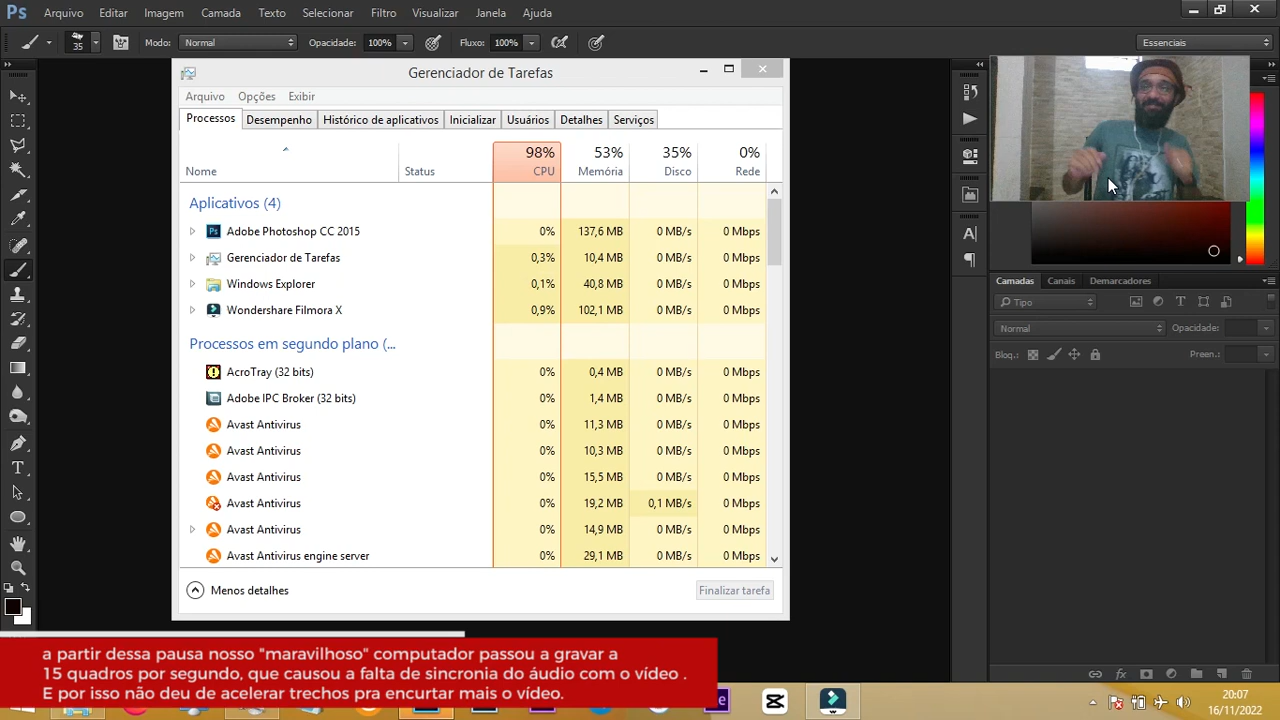 Ps Arquivo Editar Imagem Camada Texto Selecionar Filtro Análise Visualizar Janela Ajuda
35 Modo: Normal Opacidade: 100% Fluxo: 100% Essenciais
Gerenciador de Tarefas
Arquivo Opções Exibir
Processos Desempenho Histórico de aplicativos Inicializar Usuários Detalhes Serviços
98% 53% 35% 0%
Nome Status CPU Memória Disco Rede
Aplicativos (4)
Adobe Photoshop CC 2015 0% 137,6 MB 0 MB/s 0 Mbps
Gerenciador de Tarefas 0,3% 10,4 MB 0 MB/s 0 Mbps
Windows Explorer 0,1% 40,8 MB 0 MB/s 0 Mbps
Wondershare Filmora X 0,9% 102,1 MB 0 MB/s 0 Mbps
Processos em segundo plano (...
AcroTray (32 bits) 0% 0,4 MB 0 MB/s 0 Mbps
Adobe IPC Broker (32 bits) 0% 1,4 MB 0 MB/s 0 Mbps
Avast Antivirus 0% 11,3 MB 0 MB/s 0 Mbps
Avast Antivirus 0% 10,3 MB 0 MB/s 0 Mbps
Avast Antivirus 0% 15,5 MB 0 MB/s 0 Mbps
Avast Antivirus 0% 19,2 MB 0,1 MB/s 0 Mbps
Avast Antivirus 0% 14,9 MB 0 MB/s 0 Mbps
Avast Antivirus engine server 0% 29,1 MB 0 MB/s 0 Mbps
Menos detalhes Finalizar tarefa
Camadas Canais Demarcadores
Tipo
Normal Opacidade:
Bloq.: Preen.:
a partir dessa pausa nosso "maravilhoso" computador passou a gravar a
15 quadros por segundo, que causou a falta de sincronia do áudio com o vídeo .
E por isso não deu de acelerar trechos pra encurtar mais o vídeo.
20:07
16/11/2022